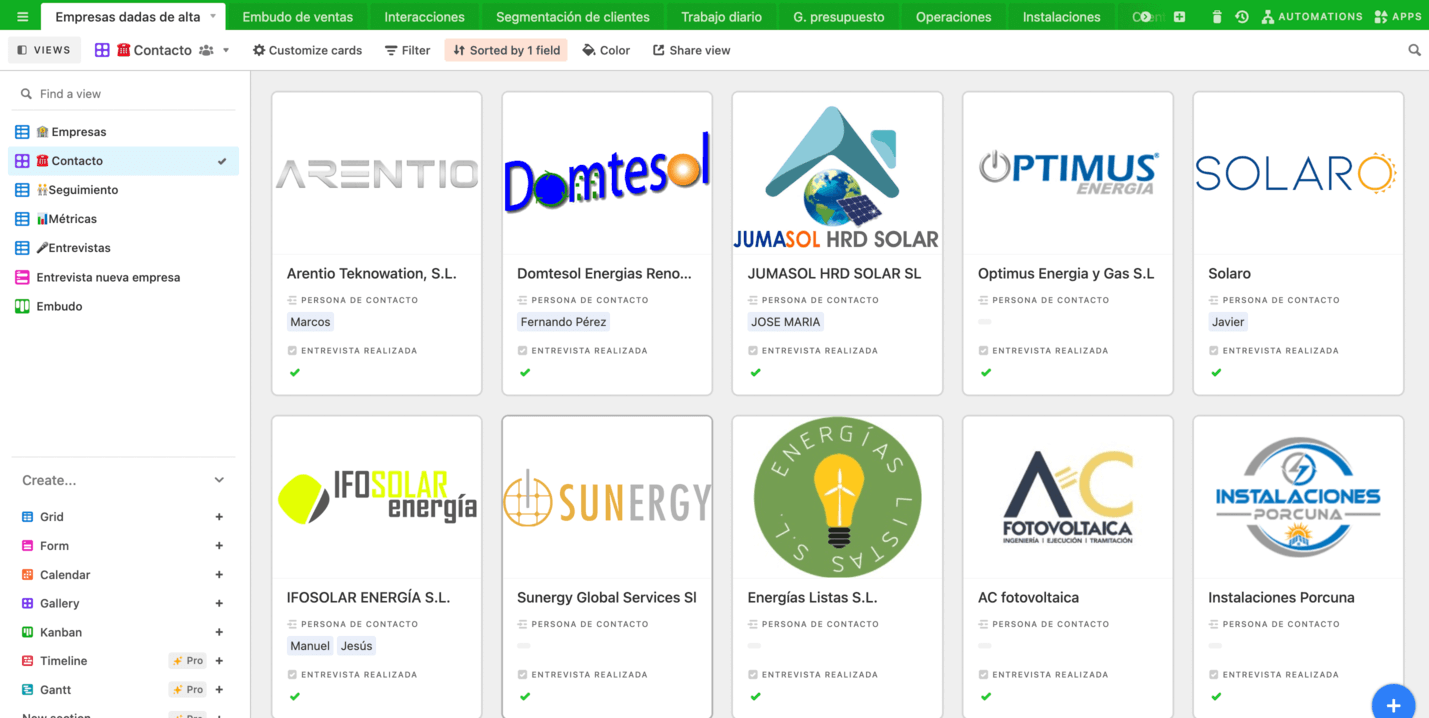 Empresas dadas de alta
Embudo de ventas
Interacciones
Segmentación de clientes
Trabajo diario
G. presupuesto
Operaciones
Instalaciones
AUTOMATIONS
APPS
VIEWS
Contacto
Customize cards
Filter
Sorted by 1 field
Color
Share view
Find a view
Empresas
Contacto
Seguimiento
Métricas
Entrevistas
Entrevista nueva empresa
Embudo
Create...
Grid
Form
Calendar
Gallery
Kanban
Timeline Pro
Gantt Pro
New section Pro
ARENTIO
Arentio Teknowation, S.L.
PERSONA DE CONTACTO
Marcos
ENTREVISTA REALIZADA
Domtesol
Domtesol Energias Reno...
PERSONA DE CONTACTO
Fernando Pérez
ENTREVISTA REALIZADA
JUMASOL HRD SOLAR
JUMASOL HRD SOLAR SL
PERSONA DE CONTACTO
JOSE MARIA
ENTREVISTA REALIZADA
OPTIMUS
ENERGIA
Optimus Energia y Gas S.L
PERSONA DE CONTACTO
ENTREVISTA REALIZADA
SOLARO
Solaro
PERSONA DE CONTACTO
Javier
ENTREVISTA REALIZADA
IFOSOLAR
energía
IFOSOLAR ENERGÍA S.L.
PERSONA DE CONTACTO
Manuel Jesús
ENTREVISTA REALIZADA
SUNERGY
Sunergy Global Services Sl
PERSONA DE CONTACTO
ENTREVISTA REALIZADA
ENERGÍAS LISTAS S.L.
Energías Listas S.L.
PERSONA DE CONTACTO
ENTREVISTA REALIZADA
AC
FOTOVOLTAICA
INGENIERÍA | EJECUCIÓN | TRAMITACIÓN
AC fotovoltaica
PERSONA DE CONTACTO
ENTREVISTA REALIZADA
INSTALACIONES
PORCUNA
Instalaciones Porcuna
PERSONA DE CONTACTO
ENTREVISTA REALIZADA